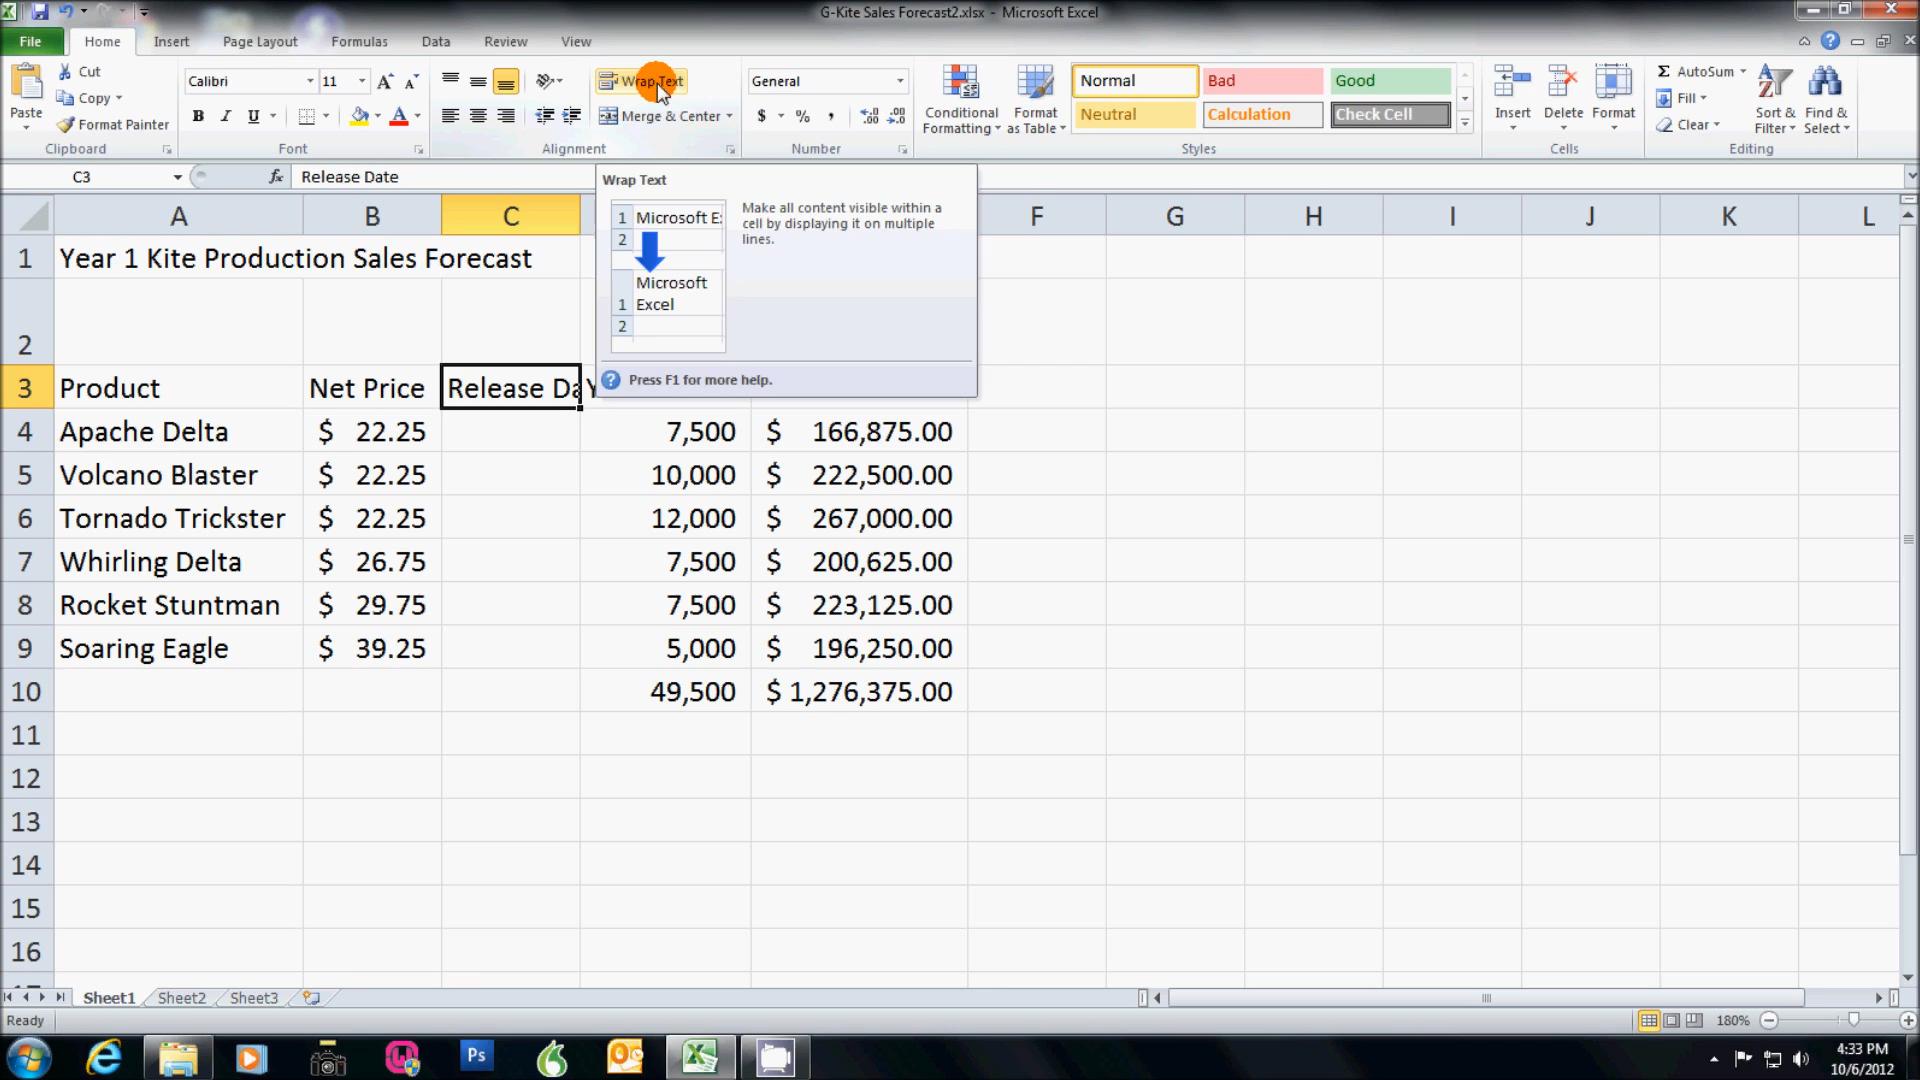 G-Kite Sales Forecast2.xlsx - Microsoft Excel
File Home Insert Page Layout Formulas Data Review View
Paste
Cut
Copy
Format Painter
Clipboard
Calibri 11
B I U
Font
Wrap Text
Merge & Center
Alignment
General
$ % ,
Number
Conditional Formatting
Format as Table
Normal Bad Good
Neutral Calculation Check Cell
Styles
Insert Delete Format
Cells
Σ AutoSum
Fill
Clear
Sort & Filter
Find & Select
Editing
C3 fx Release Date
Wrap Text
Make all content visible within a
cell by displaying it on multiple
lines.
1 Microsoft E
2
Microsoft
1 Excel
2
Press F1 for more help.
A B C F G H I J K L
1 Year 1 Kite Production Sales Forecast
2
3 Product Net Price Release Da Y
4 Apache Delta $ 22.25 7,500 $ 166,875.00
5 Volcano Blaster $ 22.25 10,000 $ 222,500.00
6 Tornado Trickster $ 22.25 12,000 $ 267,000.00
7 Whirling Delta $ 26.75 7,500 $ 200,625.00
8 Rocket Stuntman $ 29.75 7,500 $ 223,125.00
9 Soaring Eagle $ 39.25 5,000 $ 196,250.00
10 49,500 $ 1,276,375.00
11
12
13
14
15
16
Sheet1 Sheet2 Sheet3
Ready 180%
Ps
4:33 PM
10/6/2012